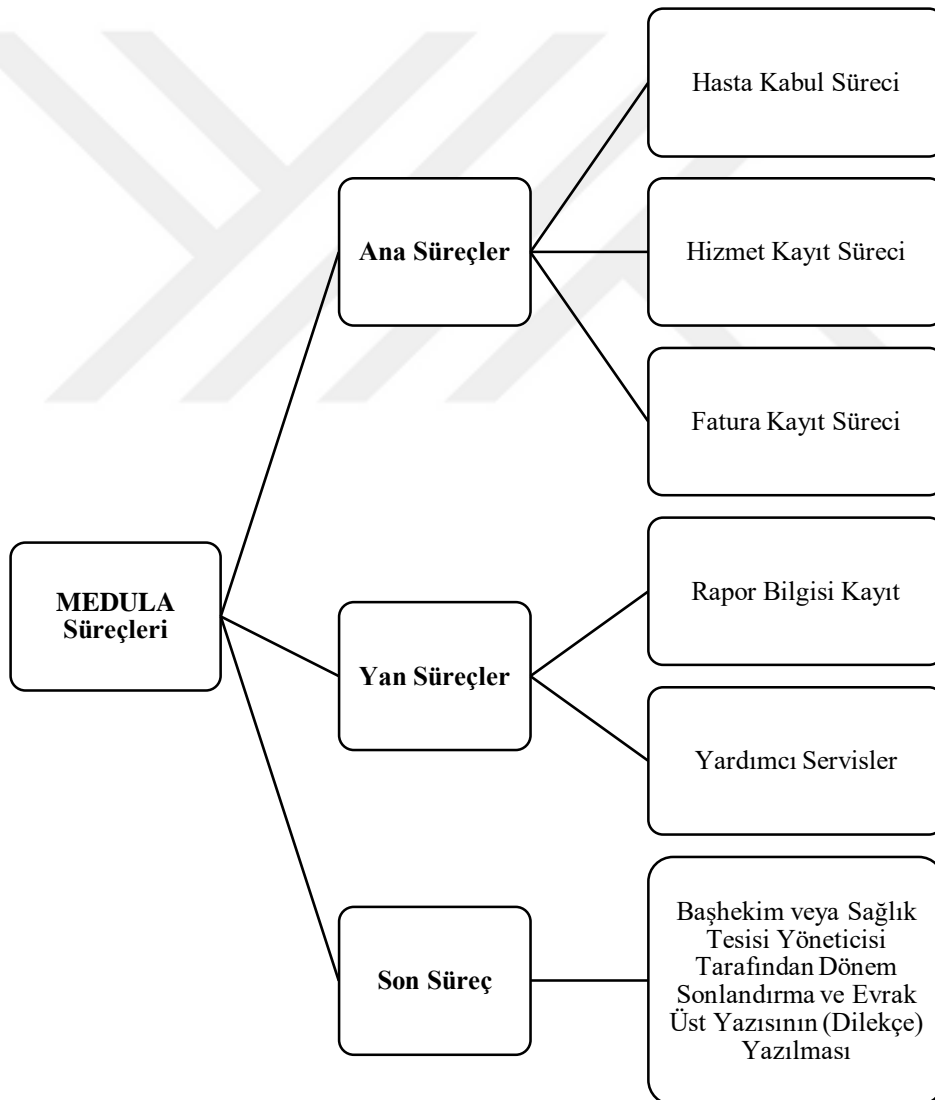 MEDULA
Süreçleri
Ana Süreçler
Hasta Kabul Süreci
Hizmet Kayıt Süreci
Fatura Kayıt Süreci
Yan Süreçler
Rapor Bilgisi Kayıt
Yardımcı Servisler
Son Süreç
Başhekim veya Sağlık
Tesisi Yöneticisi
Tarafından Dönem
Sonlandırma ve Evrak
Üst Yazısının (Dilekçe)
Yazılması